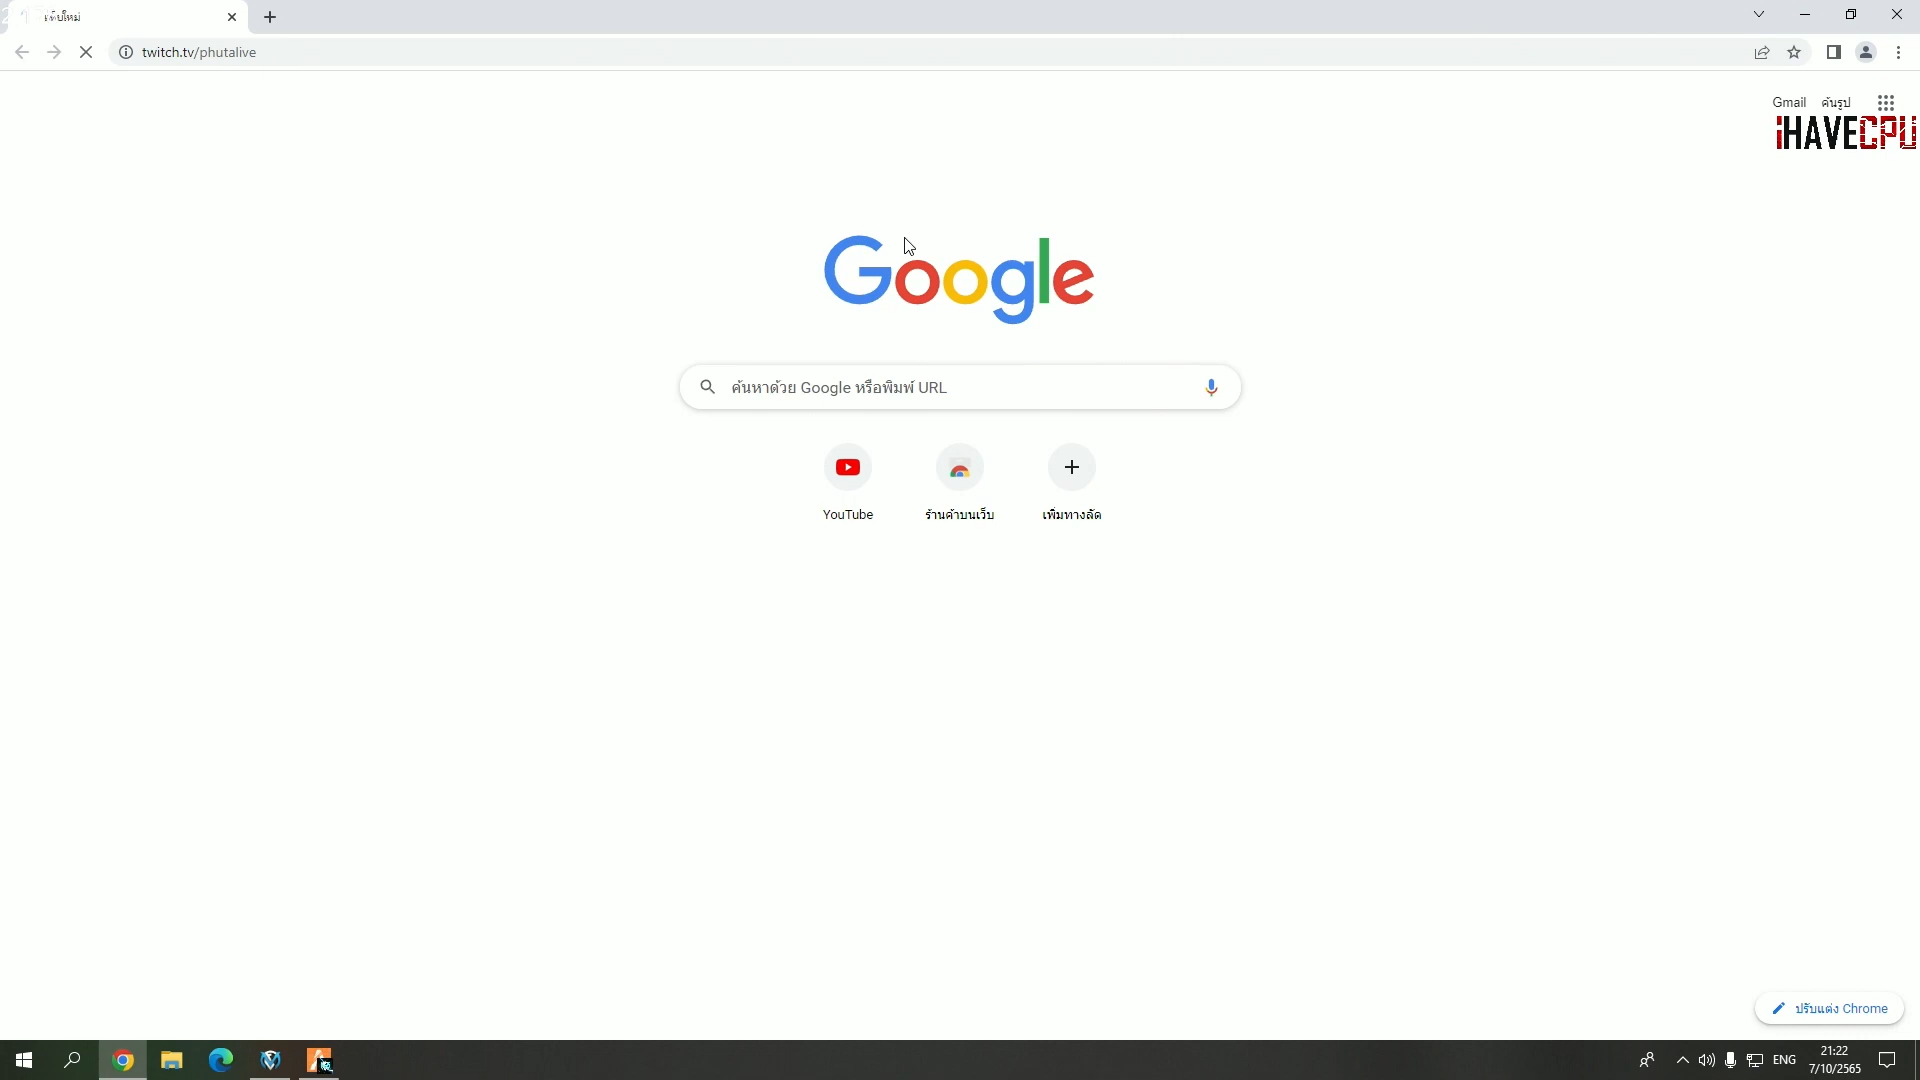 แท็บใหม่
twitch.tv/phutalive
Gmail ค้นรูป
iHAVECPU
Google
ค้นหาด้วย Google หรือพิมพ์ URL
YouTube
ร้านค้าบนเว็บ
เพิ่มทางลัด
ปรับแต่ง Chrome
ENG
21:22
7/10/2565